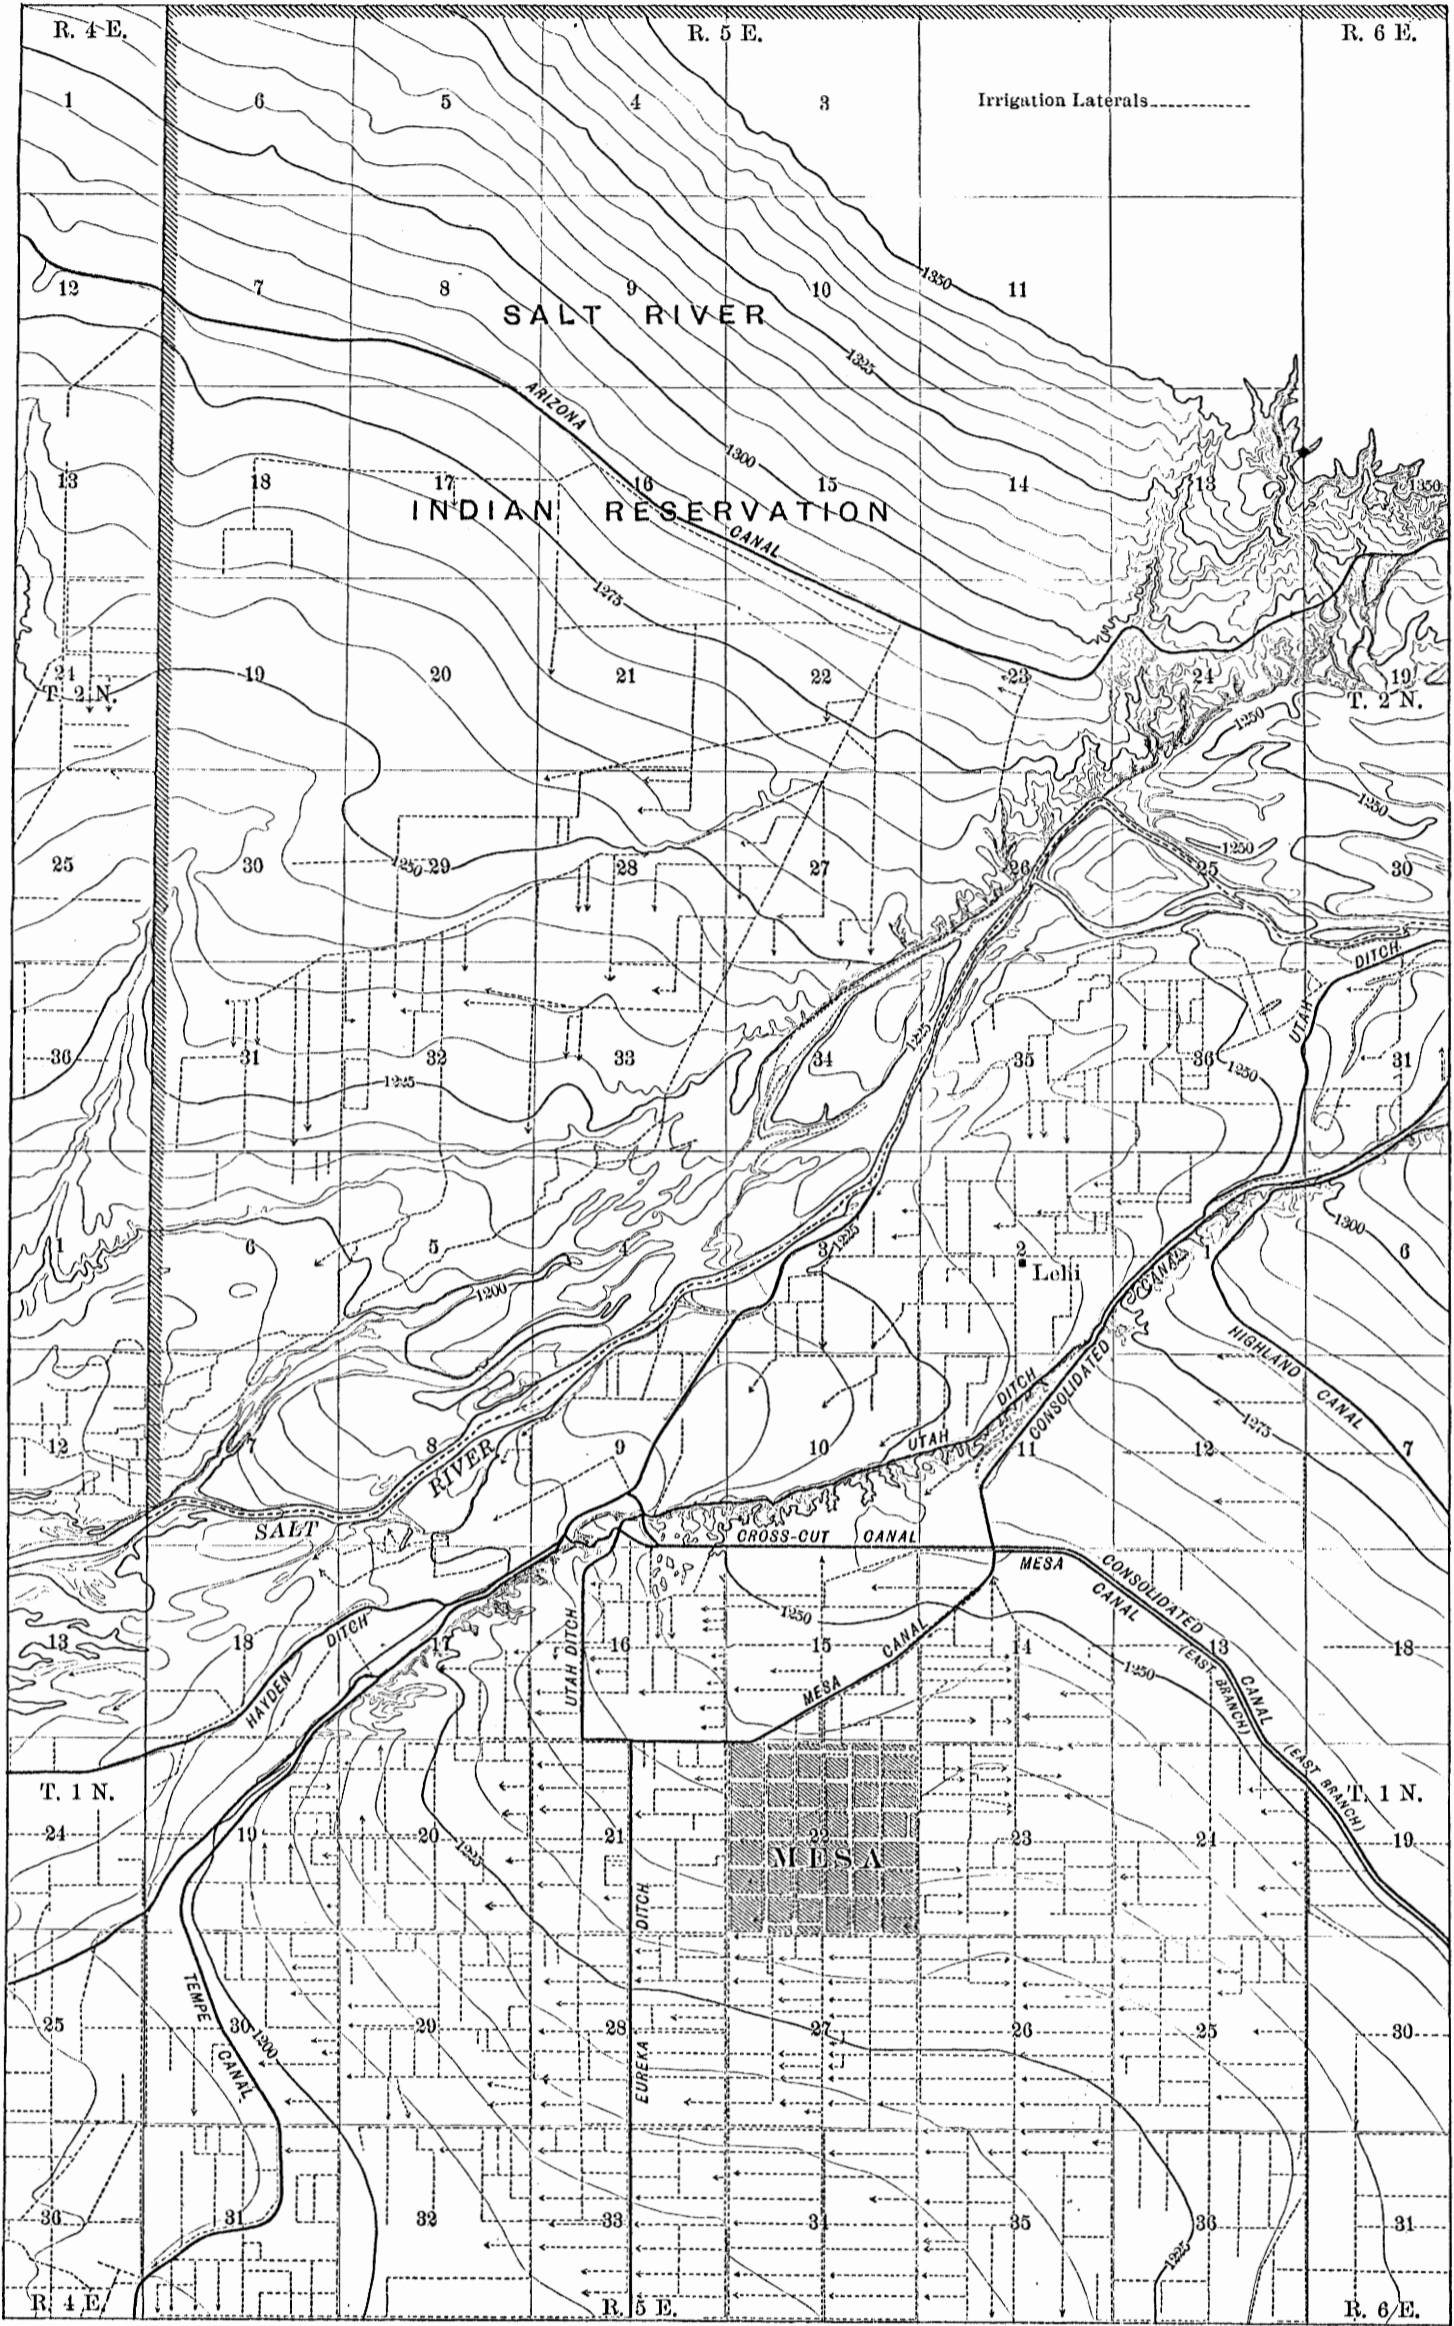 R. 4 E. R. 5 E. R. 6 E.
1 6 5 4 3 Irrigation Laterals
1350
12 7 8 9 10 11
SALT RIVER
1325
ARIZONA
1300
13 18 17 16 15 14 13 1350
INDIAN RESERVATION
CANAL
1275
24 19 20 21 22 23 24 19
T. 2 N. T. 2 N.
1250
1250
1250
25 30 1250 29 28 27 26 25 30
DITCH
UTAH
1225
36 31 32 33 34 35 36 31
1225 1250
1300
1 6 5 4 3 2 1 6
1225
Lehi
CANAL
1200
HIGHLAND CANAL
DITCH
CONSOLIDATED
1275
12 7 8 9 10 UTAH 11 12 7
RIVER
SALT
CROSS-CUT CANAL
MESA CONSOLIDATED
CANAL
1250
UTAH DITCH
DITCH
13 18 17 16 15 CANAL 14 13 18
(EAST BRANCH) CANAL
1250
HAYDEN
MESA
(EAST BRANCH)
T. 1 N. T. 1 N.
24 19 20 21 22 23 24 19
1225
MESA
DITCH
TEMPE
25 30 29 28 27 26 25 30
1200
CANAL
EUREKA
36 31 32 33 34 35 36 31
1225
R. 4 E. R. 5 E. R. 6 E.